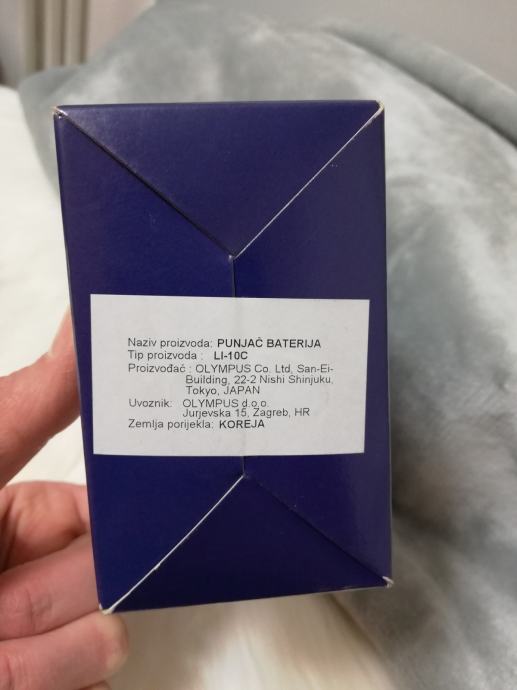 Naziv proizvoda: PUNJAČ BATERIJA
Tip proizvoda : LI-10C
Proizvođač : OLYMPUS Co. Ltd, San-Ei-
Building, 22-2 Nishi Shinjuku,
Tokyo, JAPAN
Uvoznik: OLYMPUS d.o.o.
Jurjevska 15, Zagreb, HR
Zemlja porijekla: KOREJA